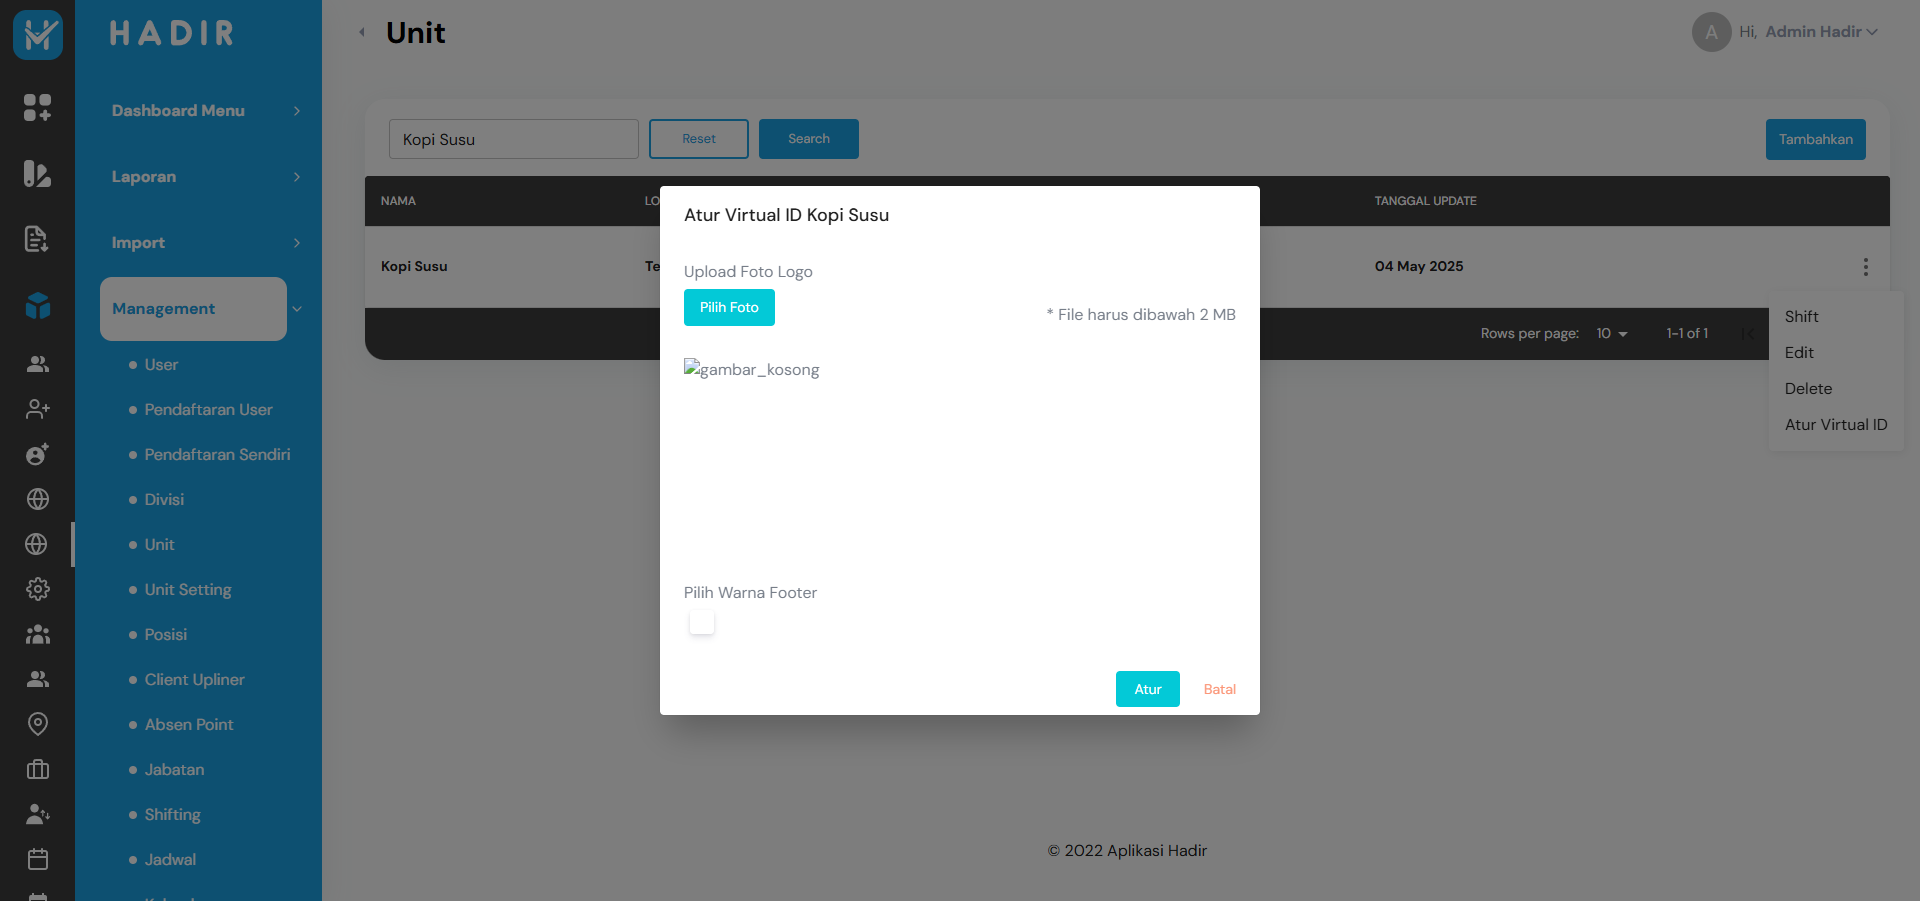 HADIR
Unit
A
Hi, Admin Hadir
Dashboard Menu
Laporan
Import
Management
User
Pendaftaran User
Pendaftaran Sendiri
Divisi
Unit
Unit Setting
Posisi
Client Upliner
Absen Point
Jabatan
Shifting
Jadwal
Kopi Susu
Reset
Search
Tambahkan
NAMA
TANGGAL UPDATE
Kopi Susu
04 May 2025
Rows per page: 10
1-1 of 1
Shift
Edit
Delete
Atur Virtual ID
Atur Virtual ID Kopi Susu
Upload Foto Logo
Pilih Foto
* File harus dibawah 2 MB
gambar_kosong
Pilih Warna Footer
Atur
Batal
© 2022 Aplikasi Hadir